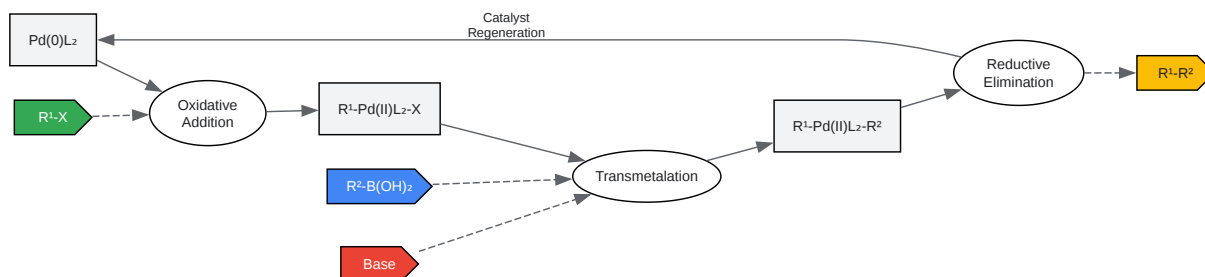 Catalyst
Regeneration
Pd(0)L₂
Reductive
Elimination
R¹-R²
Oxidative
Addition
R¹-X
R¹-Pd(II)L₂-X
R¹-Pd(II)L₂-R²
Transmetalation
R²-B(OH)₂
Base